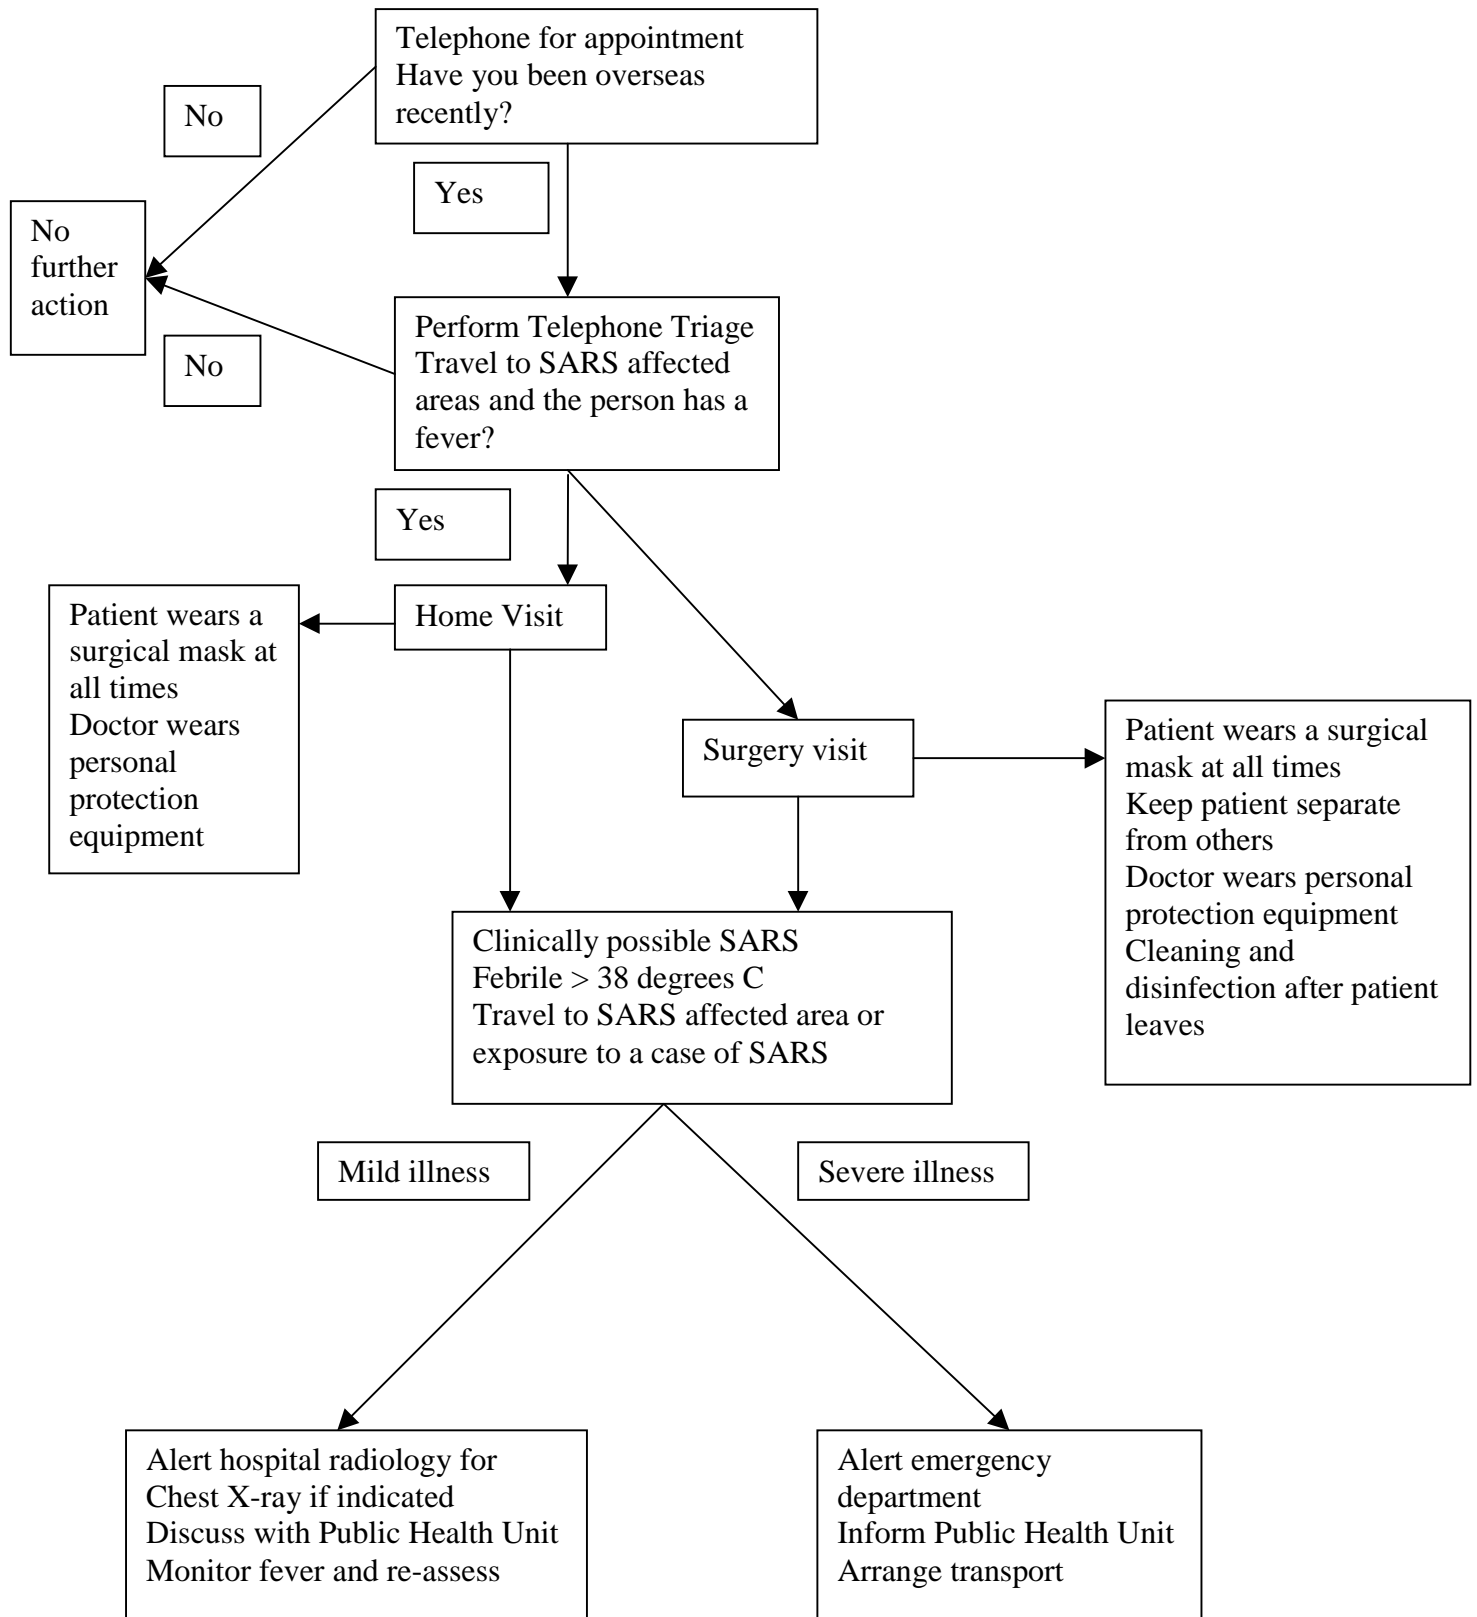 Telephone for appointment
Have you been overseas
recently?
No
Yes
No
further
action
Perform Telephone Triage
Travel to SARS affected
areas and the person has a
fever?
No
Yes
Home Visit
Patient wears a
surgical mask at
all times
Doctor wears
personal
protection
equipment
Surgery visit
Patient wears a surgical
mask at all times
Keep patient separate
from others
Doctor wears personal
protection equipment
Cleaning and
disinfection after patient
leaves
Clinically possible SARS
Febrile > 38 degrees C
Travel to SARS affected area or
exposure to a case of SARS
Mild illness
Severe illness
Alert hospital radiology for
Chest X-ray if indicated
Discuss with Public Health Unit
Monitor fever and re-assess
Alert emergency
department
Inform Public Health Unit
Arrange transport